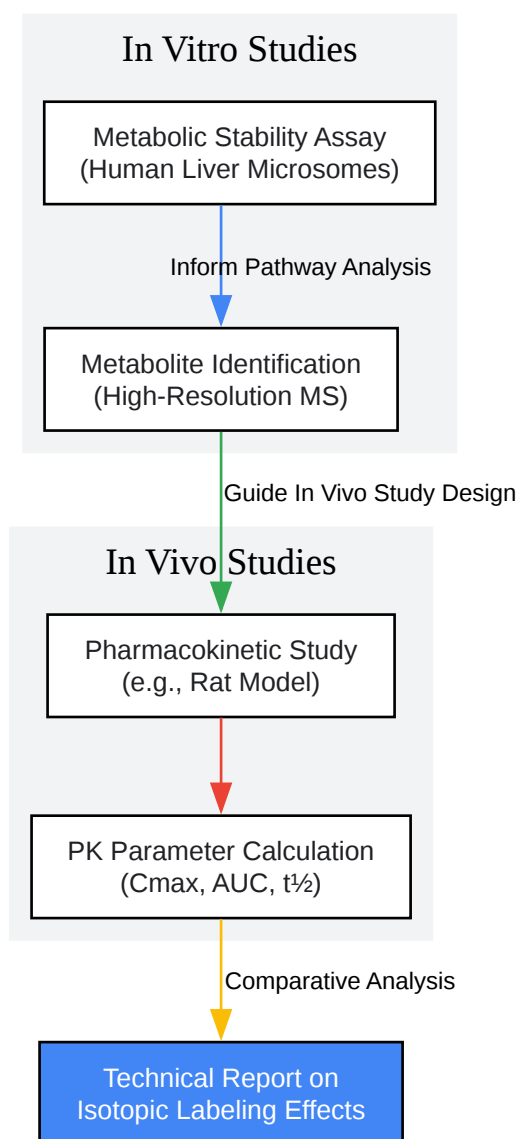 In Vitro Studies
Metabolic Stability Assay
(Human Liver Microsomes)
Inform Pathway Analysis
Metabolite Identification
(High-Resolution MS)
Guide In Vivo Study Design
In Vivo Studies
Pharmacokinetic Study
(e.g., Rat Model)
PK Parameter Calculation
(Cmax, AUC, t½)
Comparative Analysis
Technical Report on
Isotopic Labeling Effects